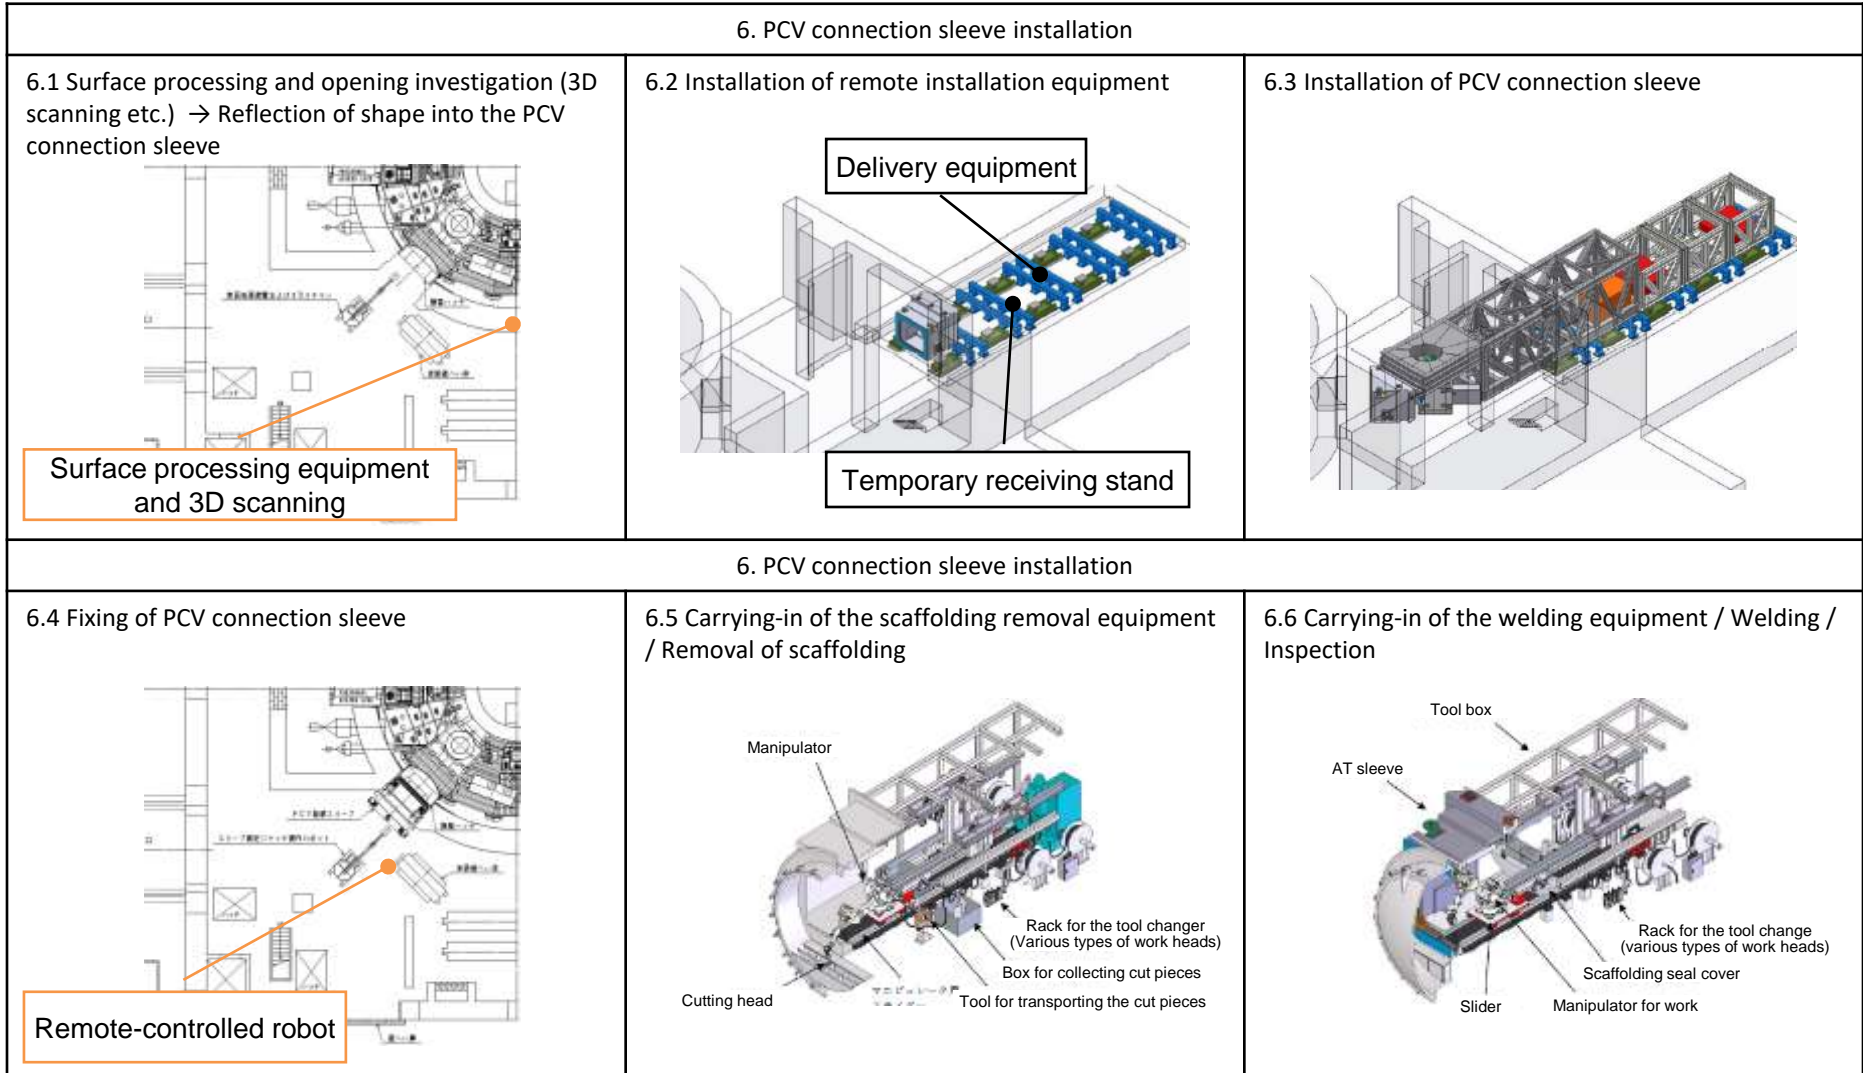 6. PCV connection sleeve installation
6.1 Surface processing and opening investigation (3D
scanning etc.) → Reflection of shape into the PCV
connection sleeve
Surface processing equipment
and 3D scanning
6.2 Installation of remote installation equipment
Delivery equipment
Temporary receiving stand
6.3 Installation of PCV connection sleeve
6. PCV connection sleeve installation
6.4 Fixing of PCV connection sleeve
Remote-controlled robot
6.5 Carrying-in of the scaffolding removal equipment
/ Removal of scaffolding
Manipulator
Rack for the tool changer
(Various types of work heads)
Box for collecting cut pieces
Cutting head
Tool for transporting the cut pieces
6.6 Carrying-in of the welding equipment / Welding /
Inspection
Tool box
AT sleeve
Rack for the tool change
(various types of work heads)
Scaffolding seal cover
Slider
Manipulator for work